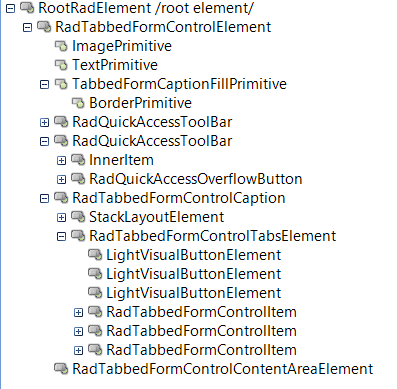 RootRadElement /root element/
RadTabbedFormControlElement
ImagePrimitive
TextPrimitive
TabbedFormCaptionFillPrimitive
BorderPrimitive
RadQuickAccessToolBar
RadQuickAccessToolBar
InnerItem
RadQuickAccessOverflowButton
RadTabbedFormControlCaption
StackLayoutElement
RadTabbedFormControlTabsElement
LightVisualButtonElement
LightVisualButtonElement
LightVisualButtonElement
RadTabbedFormControlItem
RadTabbedFormControlItem
RadTabbedFormControlItem
RadTabbedFormControlContentAreaElement